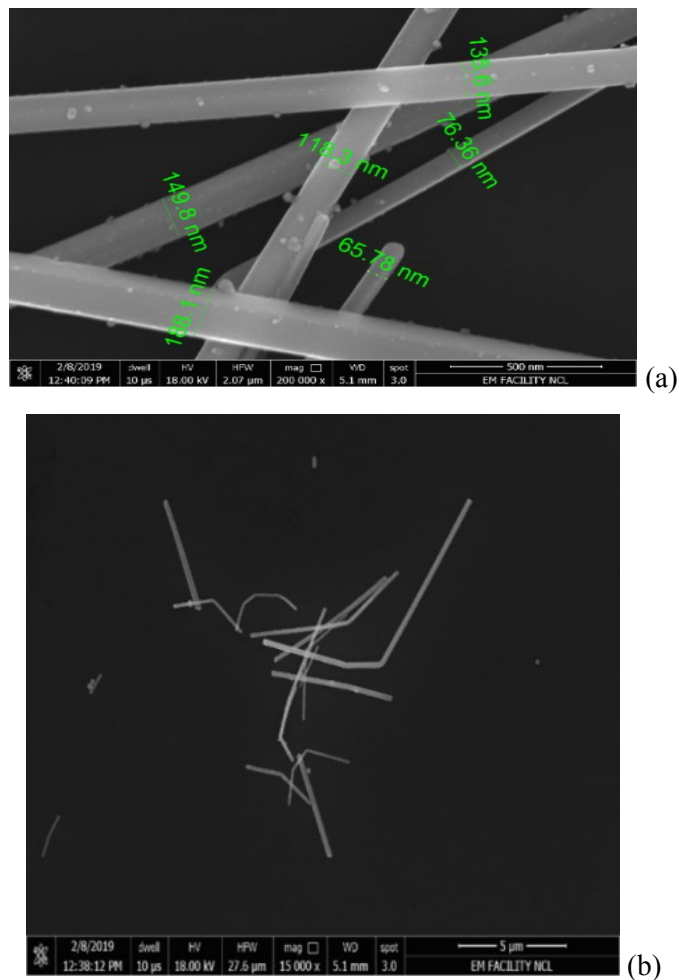 138.6 nm
76.36 nm
118.3 nm
149.8 nm
65.78 nm
188.1 nm
2/8/2019 dwell HV HFW mag WD spot 500 nm
12:40:09 PM 10 µs 18.00 kV 2.07 µm 200 000 x 5.1 mm 3.0 EM FACILITY NCL
(a)
2/8/2019 dwell HV HFW mag WD spot 5 µm
12:38:12 PM 10 µs 18.00 kV 27.6 µm 15 000 x 5.1 mm 3.0 EM FACILITY NCL
(b)